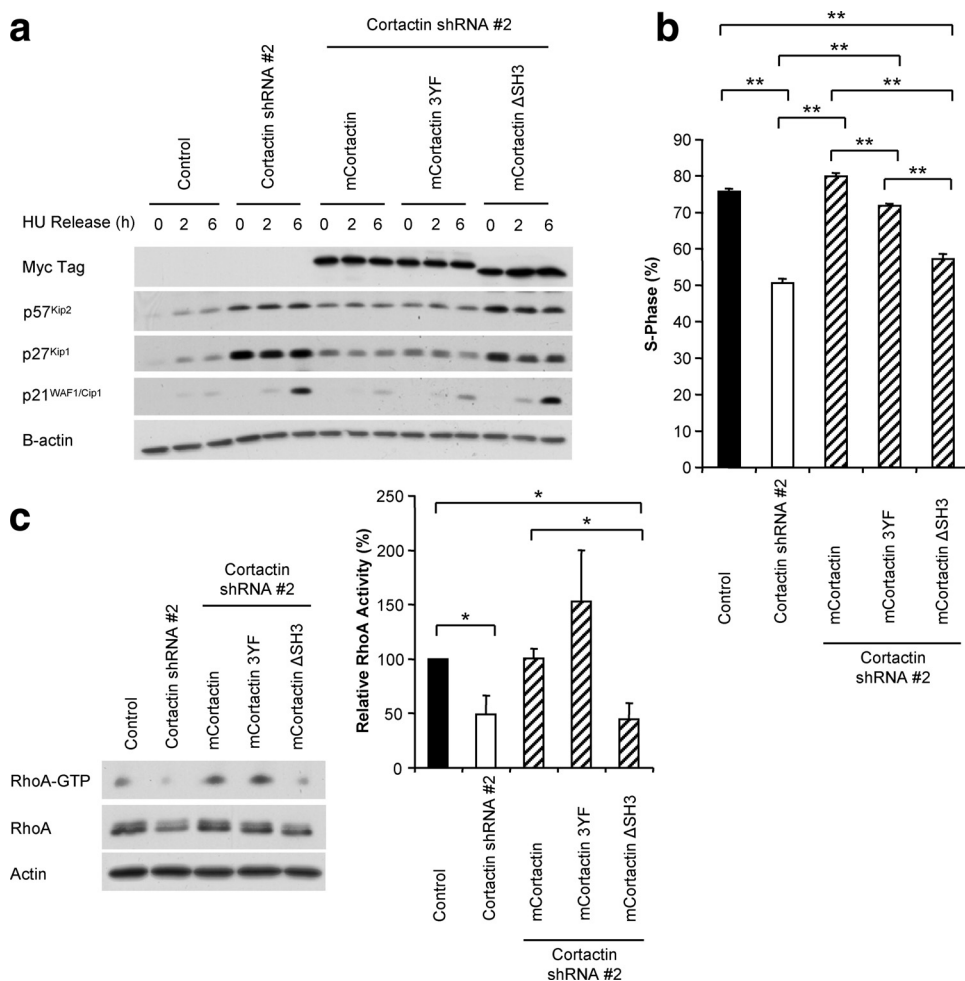 a
Cortactin shRNA #2
Control
Cortactin shRNA #2
mCortactin
mCortactin 3YF
mCortactin ΔSH3
HU Release (h)
0 2 6 0 2 6 0 2 6 0 2 6 0 2 6
Myc Tag
p57Kip2
p27Kip1
p21WAF1/Cip1
B-actin
b
**
**
**
**
**
**
**
S-Phase (%)
90
80
70
60
50
40
30
20
10
0
Control
Cortactin shRNA #2
mCortactin
mCortactin 3YF
mCortactin ΔSH3
Cortactin
shRNA #2
c
Cortactin
shRNA #2
Control
Cortactin shRNA #2
mCortactin
mCortactin 3YF
mCortactin ΔSH3
RhoA-GTP
RhoA
Actin
Relative RhoA Activity (%)
250
200
150
100
50
0
*
*
*
Control
Cortactin shRNA #2
mCortactin
mCortactin 3YF
mCortactin ΔSH3
Cortactin
shRNA #2